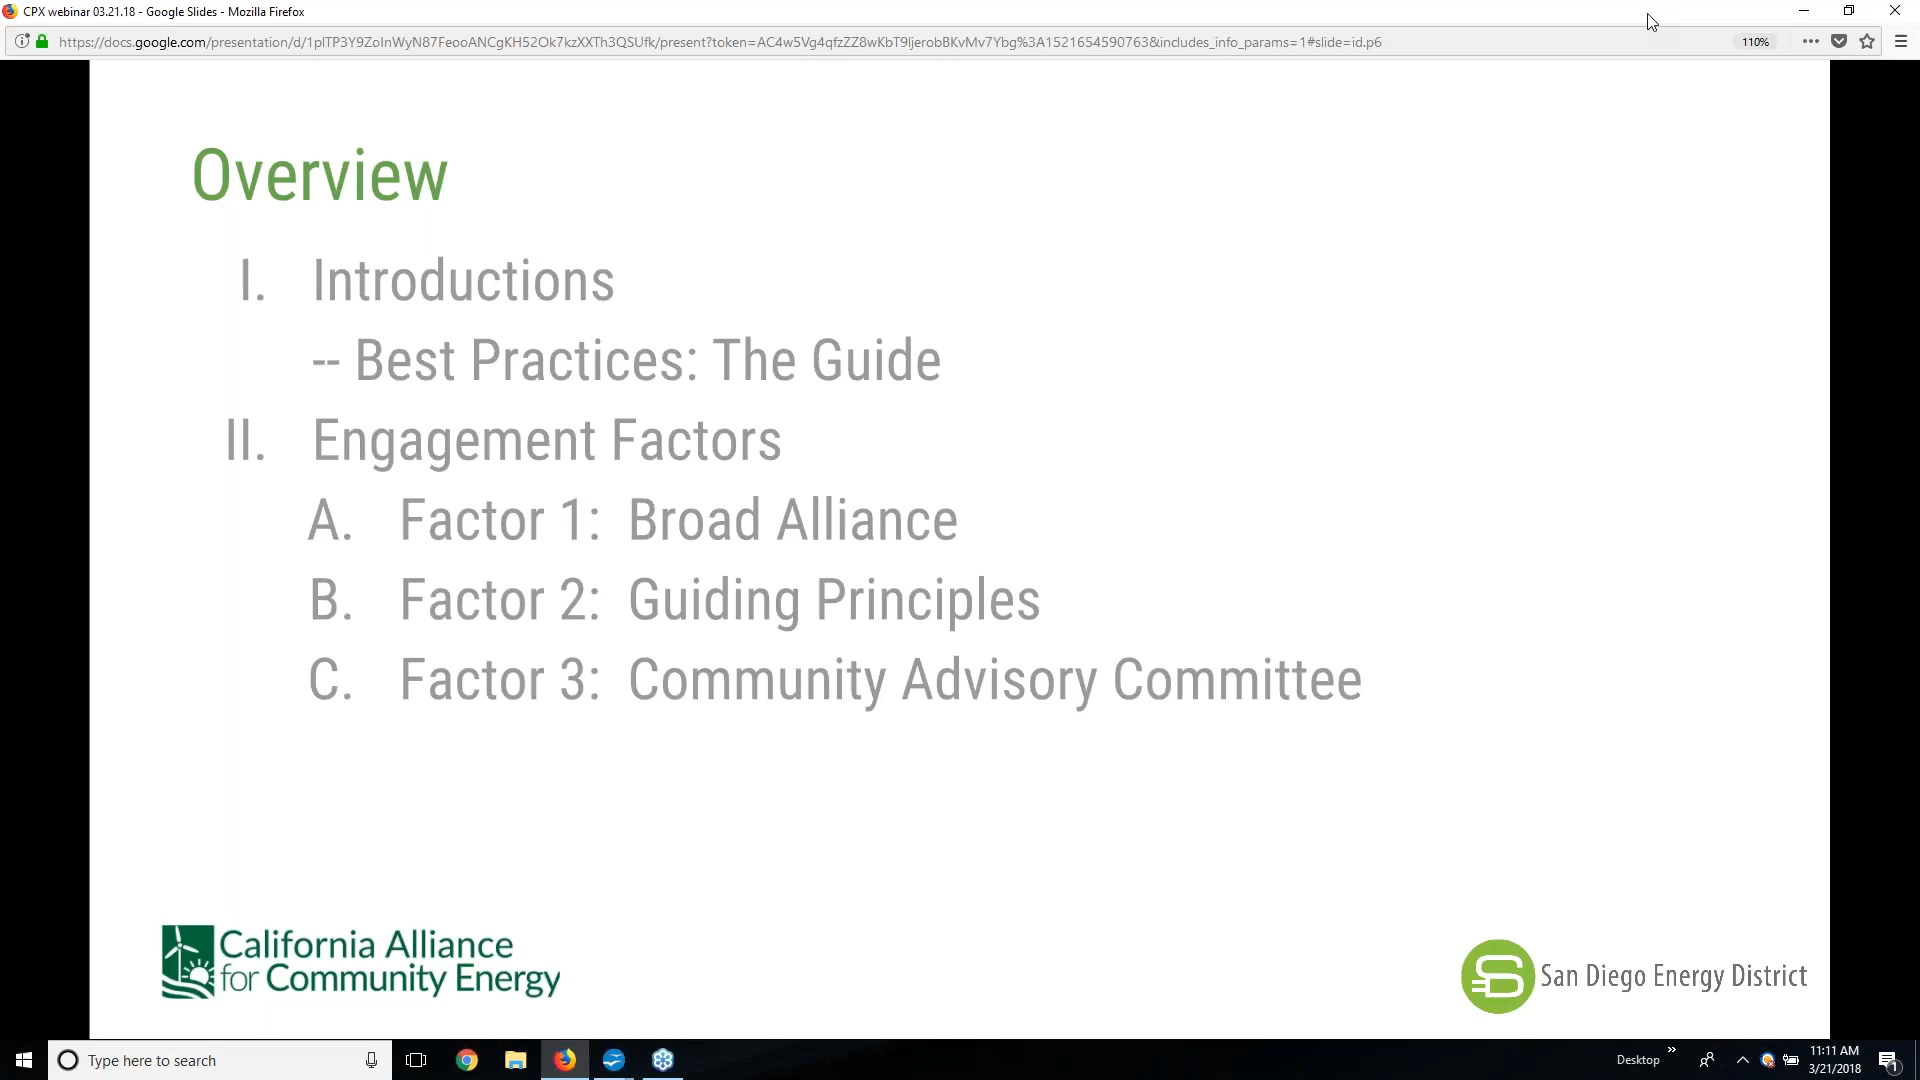 CPX webinar 03.21.18 - Google Slides - Mozilla Firefox
https://docs.google.com/presentation/d/1plTP3Y9ZoInWyN87FeooANCgKH52Ok7kzXXTh3QSUfk/present?token=AC4w5Vg4qfzZZ8wKbT9ljerobBKvMv7Ybg%3A1521654590763&includes_info_params=1#slide=id.p6
110%
Overview
I. Introductions
-- Best Practices: The Guide
II. Engagement Factors
A. Factor 1: Broad Alliance
B. Factor 2: Guiding Principles
C. Factor 3: Community Advisory Committee
California Alliance
for Community Energy
San Diego Energy District
Type here to search
Desktop
11:11 AM
3/21/2018
1